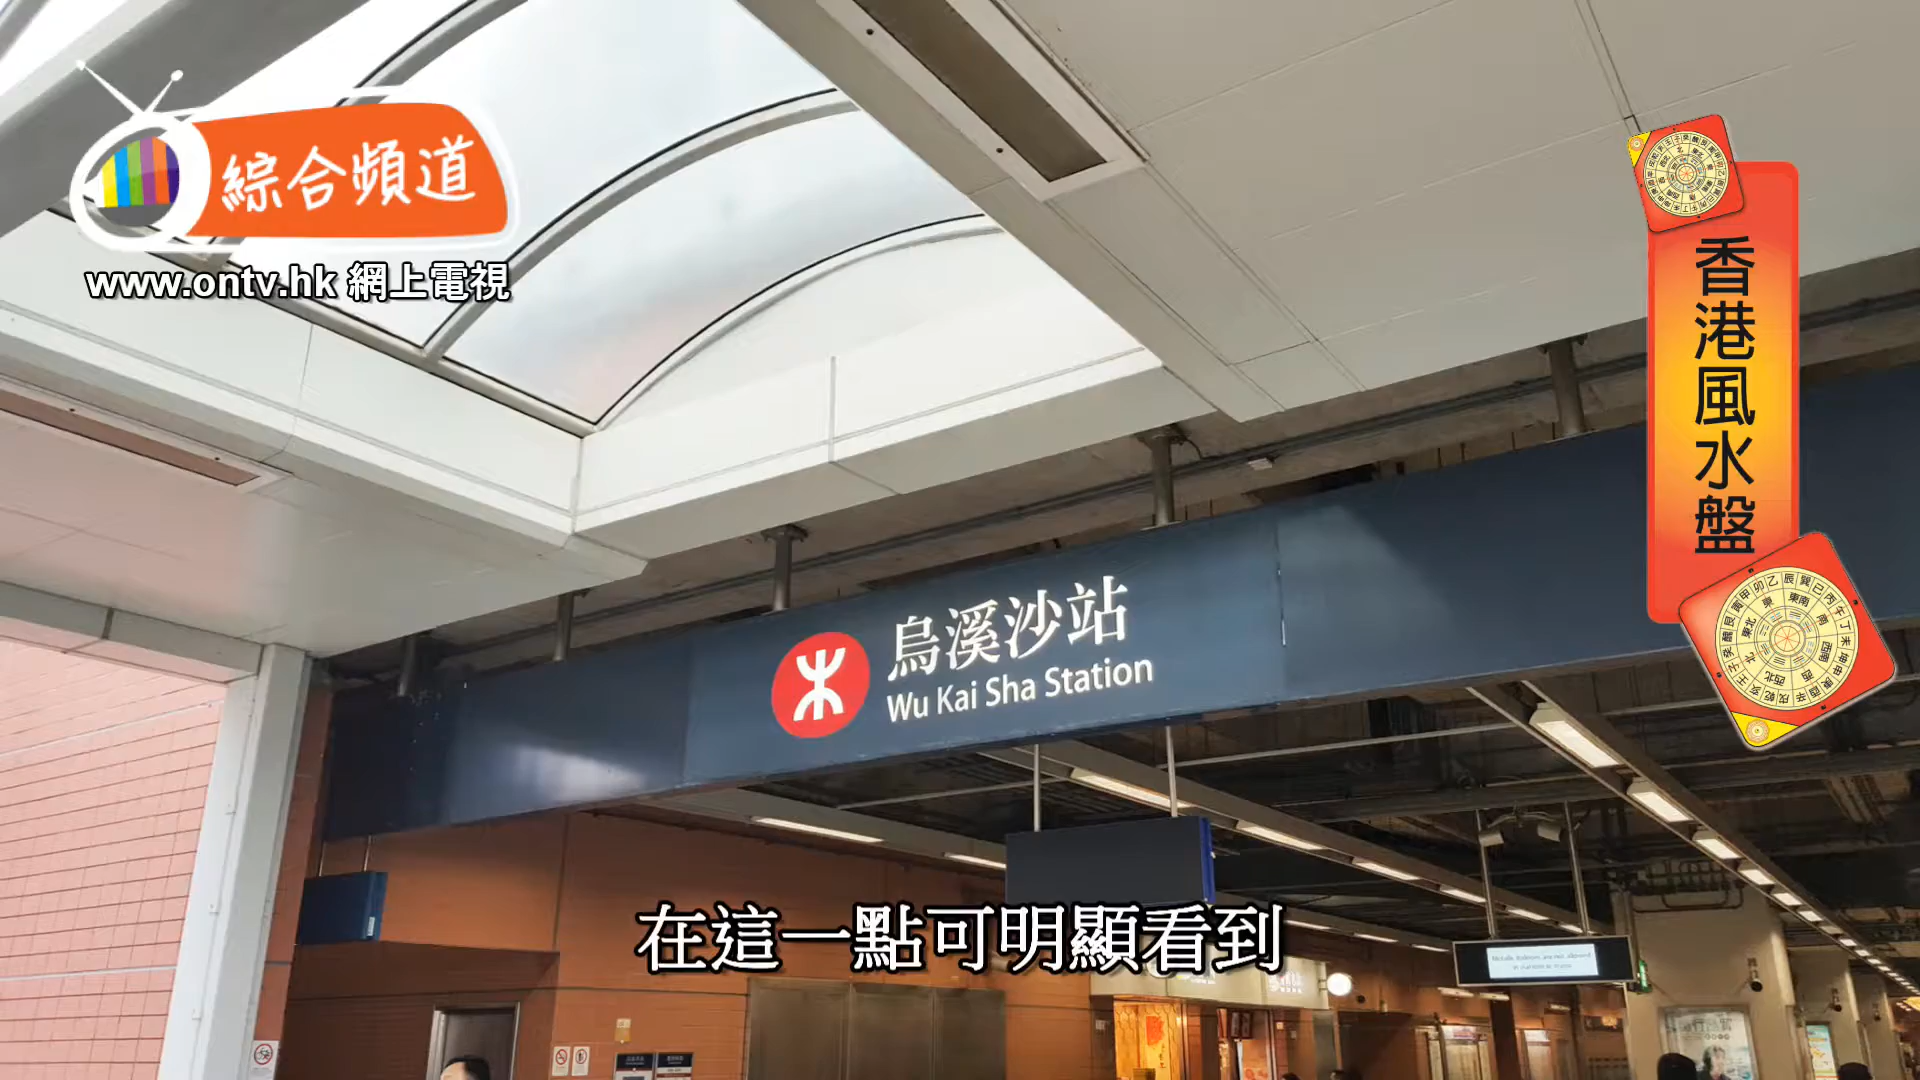 綜合頻道
www.ontv.hk 網上電視
香港風水盤
烏溪沙站
Wu Kai Sha Station
在這一點可明顯看到